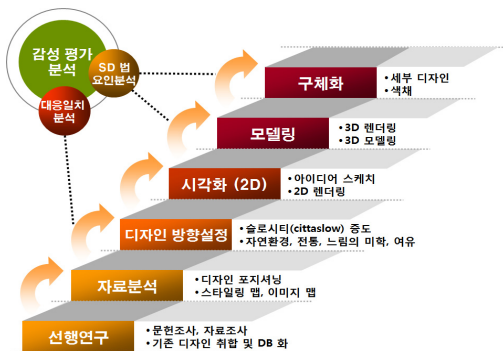 감성 평가
분석
SD 법
요인분석
대응일치
분석
구체화
• 세부 디자인
• 색채
모델링
• 3D 렌더링
• 3D 모델링
시각화 (2D)
• 아이디어 스케치
• 2D 렌더링
디자인 방향설정
• 슬로시티(cittaslow) 증도
• 자연환경, 전통, 느림의 미학, 여유
자료분석
• 디자인 포지셔닝
• 스타일링 맵, 이미지 맵
선행연구
• 문헌조사, 자료조사
• 기존 디자인 취합 및 DB 화